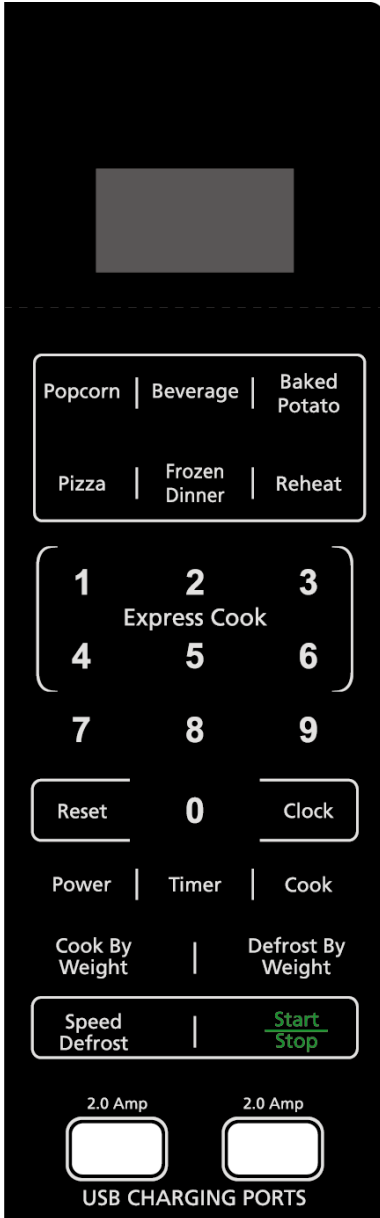 Popcorn | Beverage | Baked Potato
Pizza | Frozen Dinner | Reheat
1 2 3
Express Cook
4 5 6
7 8 9
Reset 0 Clock
Power | Timer | Cook
Cook By Weight | Defrost By Weight
Speed Defrost | Start Stop
2.0 Amp 2.0 Amp
USB CHARGING PORTS